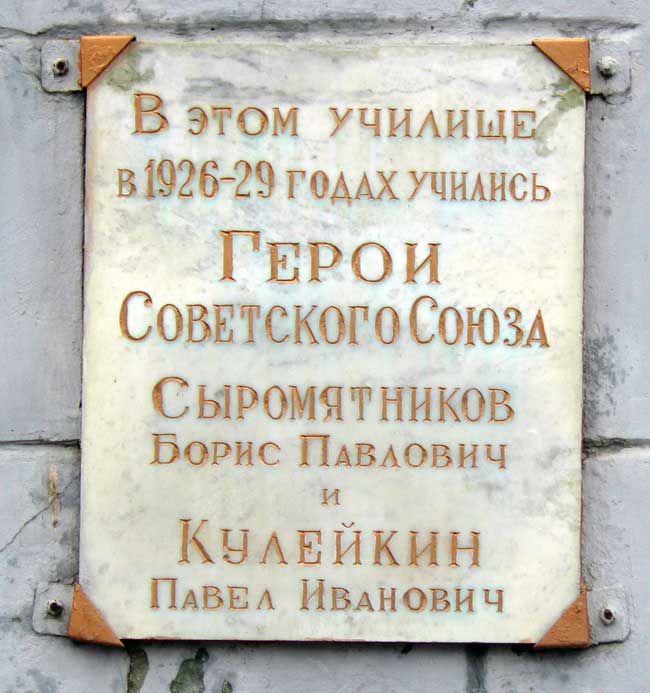 В этом училище
в 1926-29 годах учились
Герои
Советского Союза
Сыромятников
Борис Павлович
и
Кулейкин
Павел Иванович